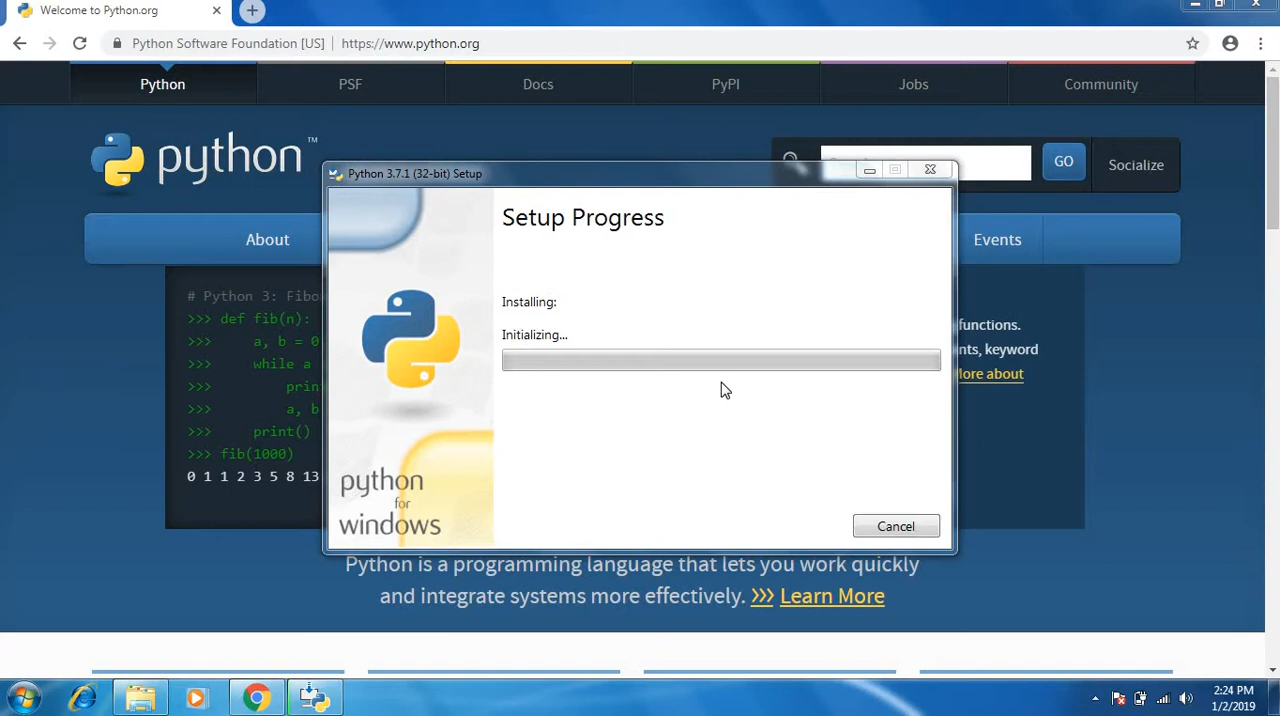 Welcome to Python.org
Python Software Foundation [US] | https://www.python.org
Python
PSF
Docs
PyPI
Jobs
Community
python™
GO
Socialize
About
Events
Python 3.7.1 (32-bit) Setup
Setup Progress
Installing:
Initializing...
Cancel
python
for
windows
# Python 3: Fibo
>>> def fib(n):
>>> a, b = 0
>>> while a
>>> prin
>>> a, b
>>> print()
>>> fib(1000)
0 1 1 2 3 5 8 13
functions.
nts, keyword
More about
Python is a programming language that lets you work quickly
and integrate systems more effectively. >>> Learn More
2:24 PM
1/2/2019